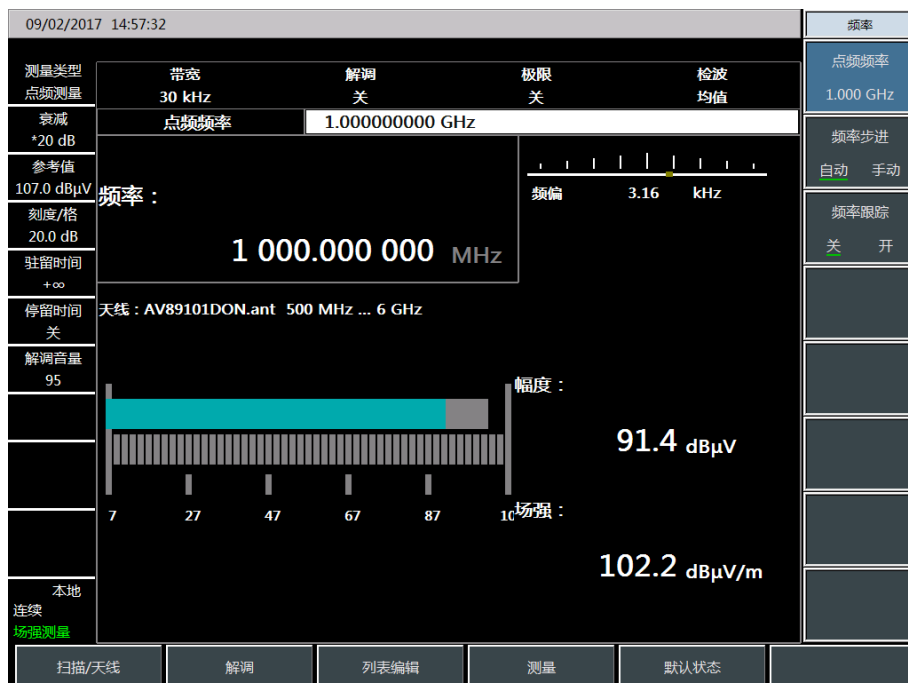 09/02/2017 14:57:32
频率
测量类型
点频测量
带宽 解调 极限 检波
30 kHz 关 关 均值
点频频率
1.000 GHz
衰减
*20 dB
点频频率 1.000000000 GHz
频率步进
自动 手动
参考值
107.0 dBµV
频率：
频偏 3.16 kHz
1 000.000 000 MHz
刻度/格
20.0 dB
频率跟踪
关 开
驻留时间
+∞
停留时间
关
天线：AV89101DON.ant 500 MHz ... 6 GHz
解调音量
95
幅度：
91.4 dBµV
7 27 47 67 87 10
场强：
102.2 dBµV/m
本地
连续
场强测量
扫描/天线 解调 列表编辑 测量 默认状态